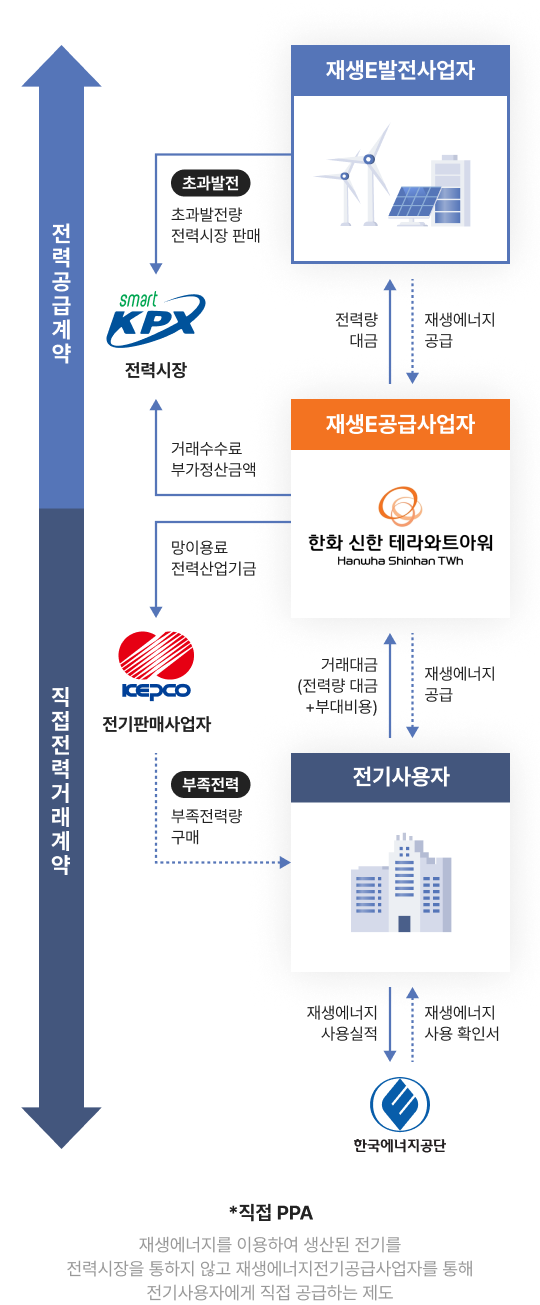 재생E발전사업자
초과발전
초과발전량
전력시장 판매
전력공급계약
smart
KPX
전력시장
전력량
대금
재생에너지
공급
재생E공급사업자
거래수수료
부가정산금액
한화 신한 테라와트아워
Hanwha Shinhan TWh
망이용료
전력산업기금
KEPCO
전기판매사업자
거래대금
(전력량 대금
+부대비용)
재생에너지
공급
직접전력거래계약
전기사용자
부족전력
부족전력량
구매
재생에너지
사용실적
재생에너지
사용 확인서
한국에너지공단
*직접 PPA
재생에너지를 이용하여 생산된 전기를
전력시장을 통하지 않고 재생에너지전기공급사업자를 통해
전기사용자에게 직접 공급하는 제도